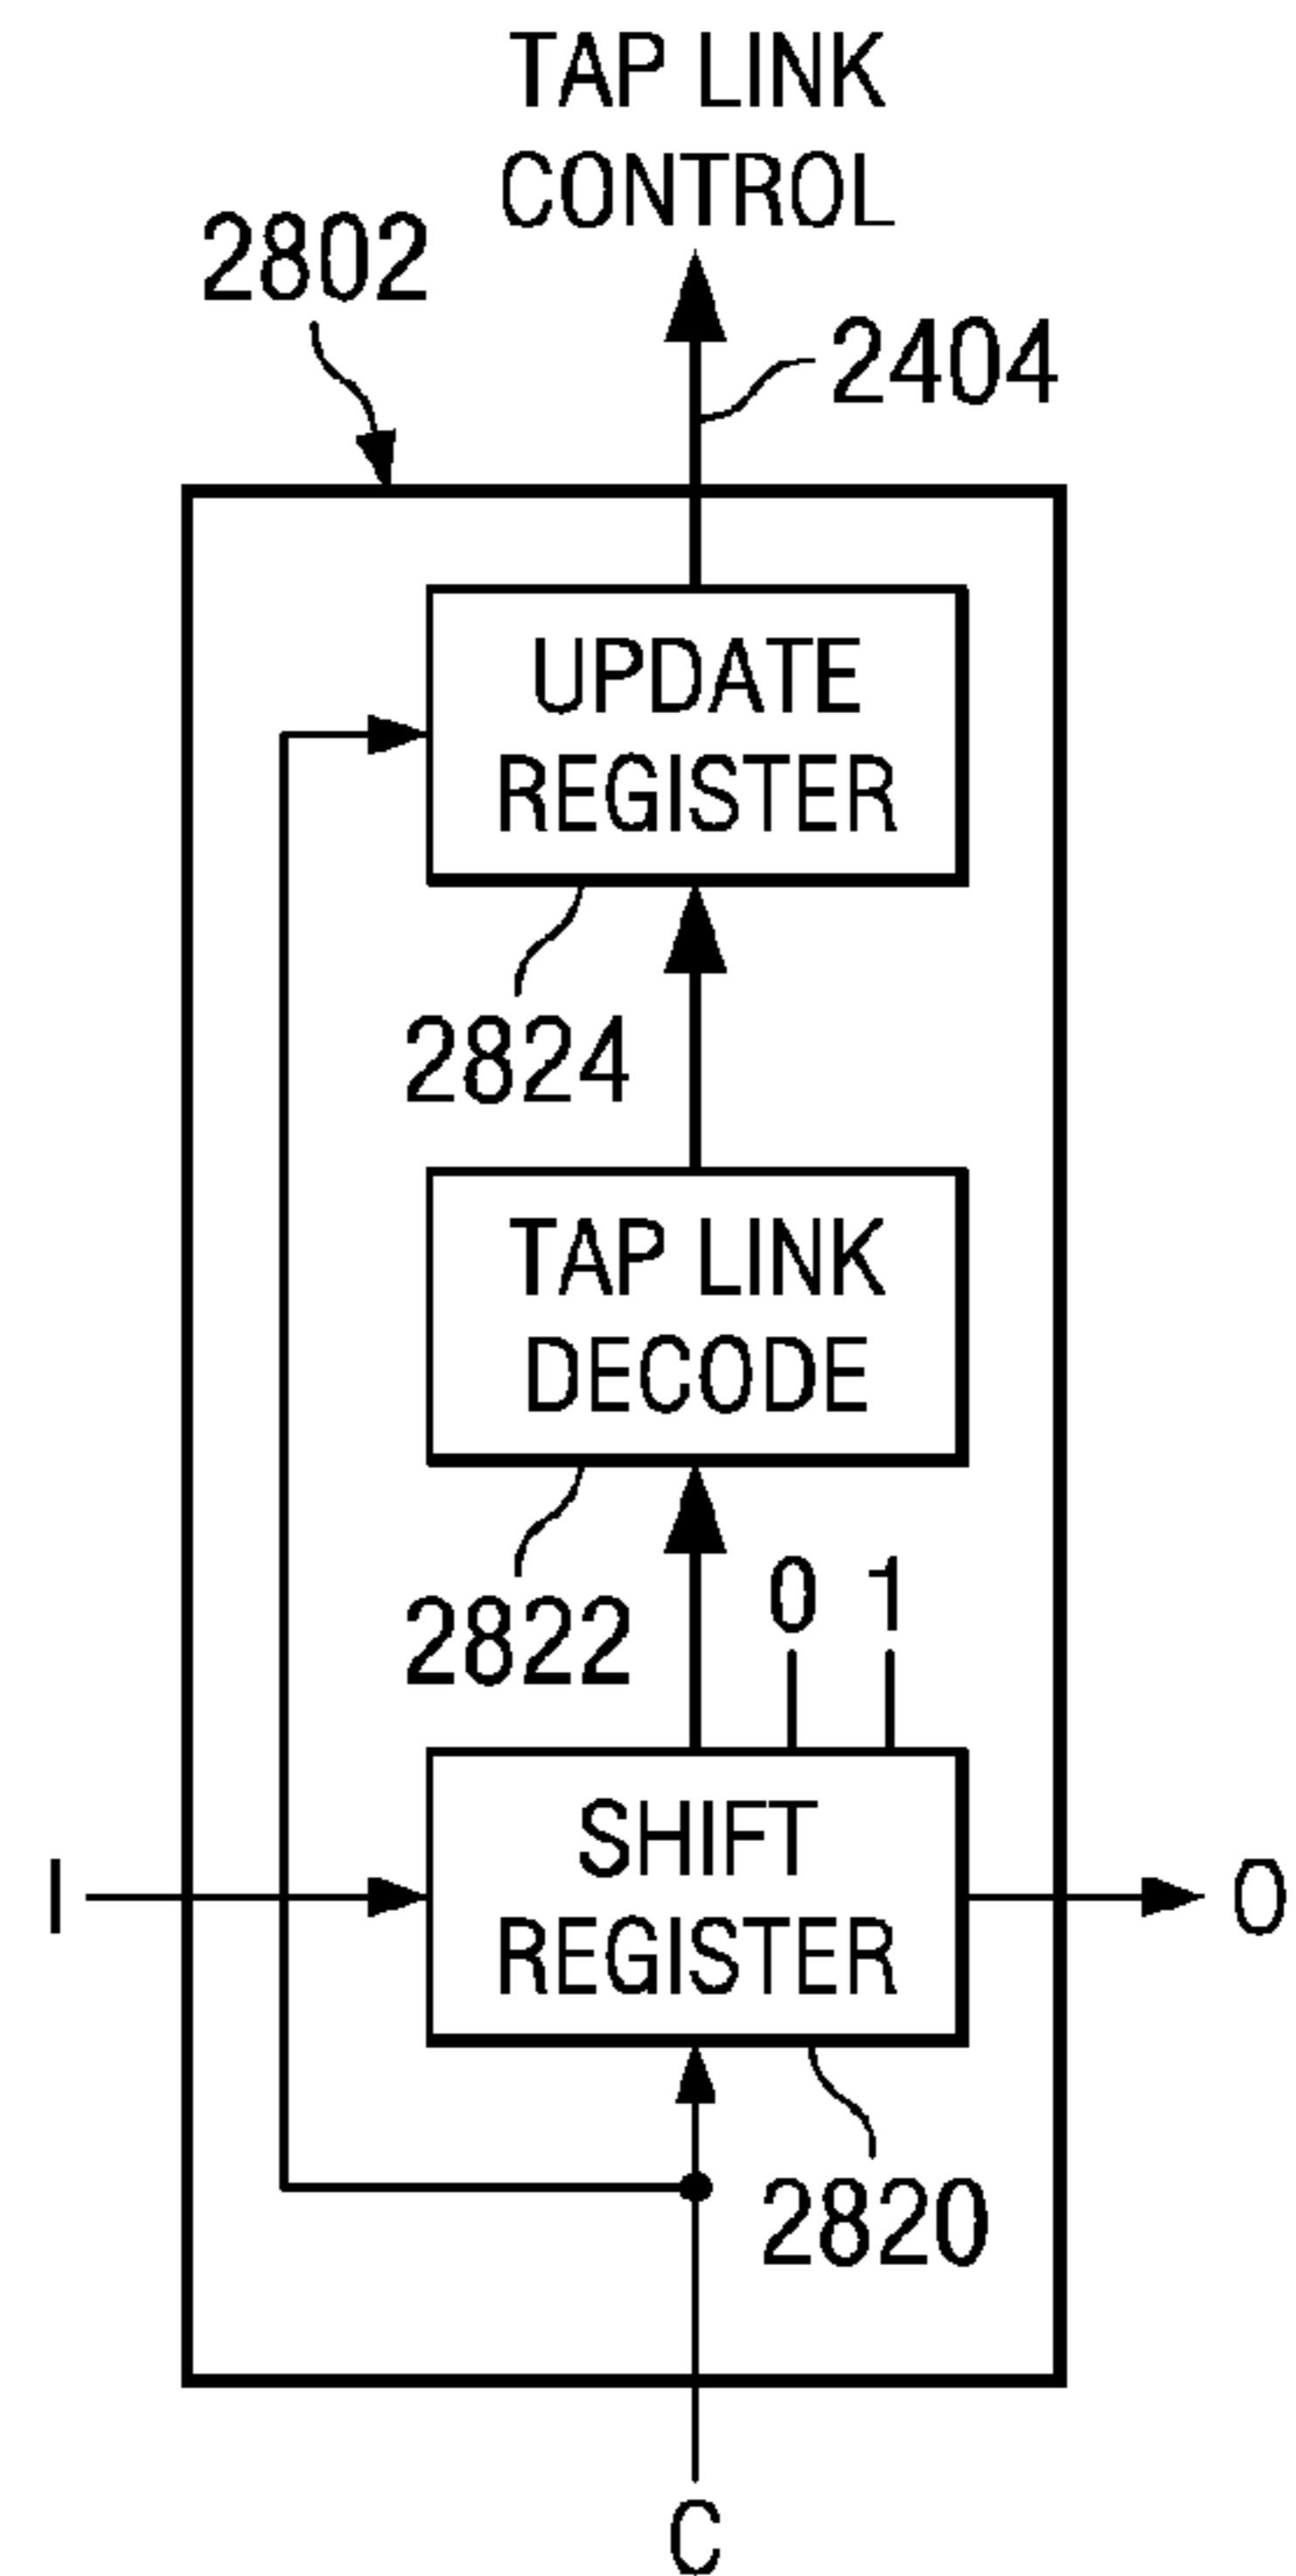 TAP LINK
CONTROL
2802
2404
UPDATE
REGISTER
2824
TAP LINK
DECODE
2822
0 1
SHIFT
REGISTER
I
O
2820
C